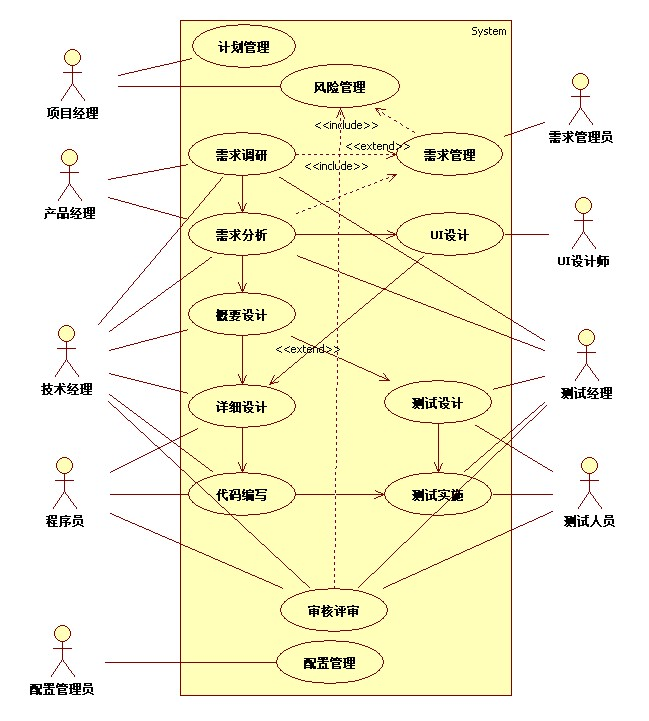 System
计划管理
风险管理
项目经理
<<include>>
需求管理员
<<extend>>
需求调研
需求管理
<<include>>
产品经理
需求分析
UI设计
UI设计师
概要设计
<<extend>>
技术经理
测试经理
详细设计
测试设计
代码编写
测试实施
程序员
测试人员
审核评审
配置管理
配置管理员